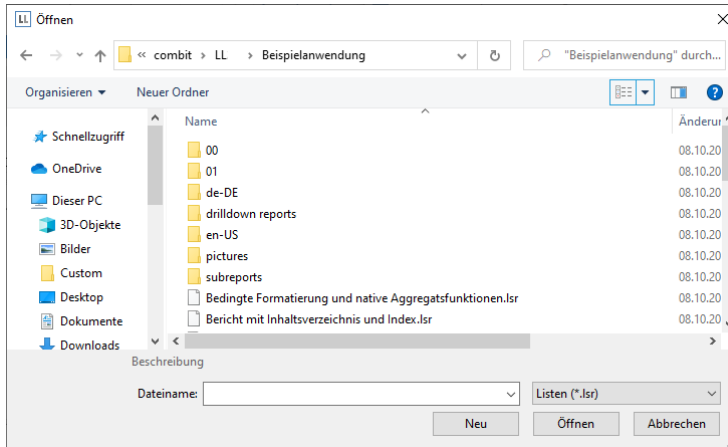 LL Öffnen
« combit › LL › Beispielanwendung
"Beispielanwendung" durch...
Organisieren
Neuer Ordner
Name
Änderur
Schnellzugriff
OneDrive
Dieser PC
3D-Objekte
Bilder
Custom
Desktop
Dokumente
Downloads
00
08.10.20
01
08.10.20
de-DE
08.10.20
drilldown reports
08.10.20
en-US
08.10.20
pictures
08.10.20
subreports
08.10.20
Bedingte Formatierung und native Aggregatsfunktionen.lsr
08.10.20
Bericht mit Inhaltsverzeichnis und Index.lsr
08.10.20
Beschreibung
Dateiname:
Listen (*.lsr)
Neu
Öffnen
Abbrechen